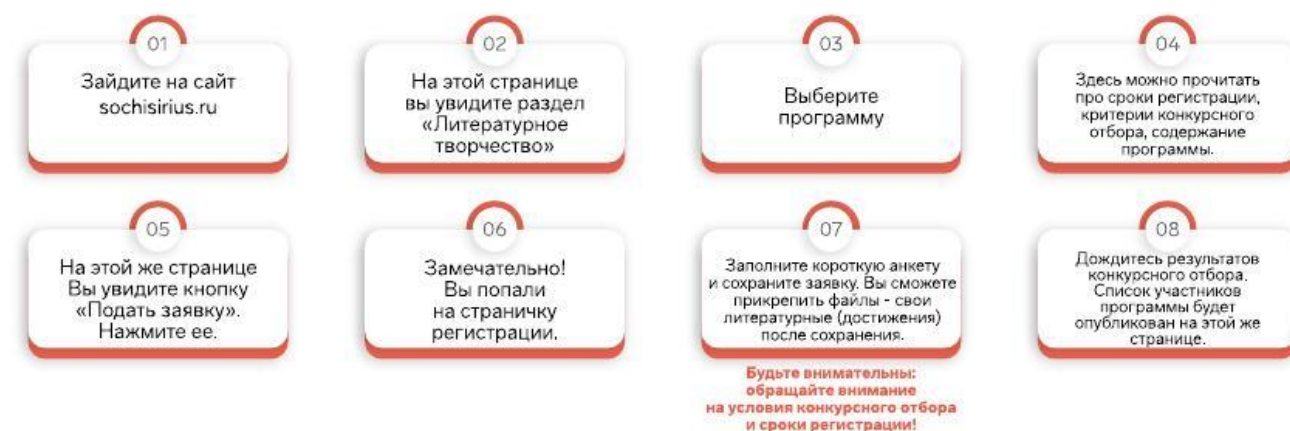 01
Зайдите на сайт
sochisirius.ru
02
На этой странице
вы увидите раздел
«Литературное
творчество»
03
Выберите
программу
04
Здесь можно прочитать
про сроки регистрации,
критерии конкурсного
отбора, содержание
программы.
05
На этой же странице
Вы увидите кнопку
«Подать заявку».
Нажмите ее.
06
Замечательно!
Вы попали
на страничку
регистрации.
07
Заполните короткую анкету
и сохраните заявку. Вы сможете
прикрепить файлы - свои
литературные (достижения)
после сохранения.
Будьте внимательны:
обращайте внимание
на условия конкурсного отбора
и сроки регистрации!
08
Дождитесь результатов
конкурсного отбора.
Список участников
программы будет
опубликован на этой же
странице.